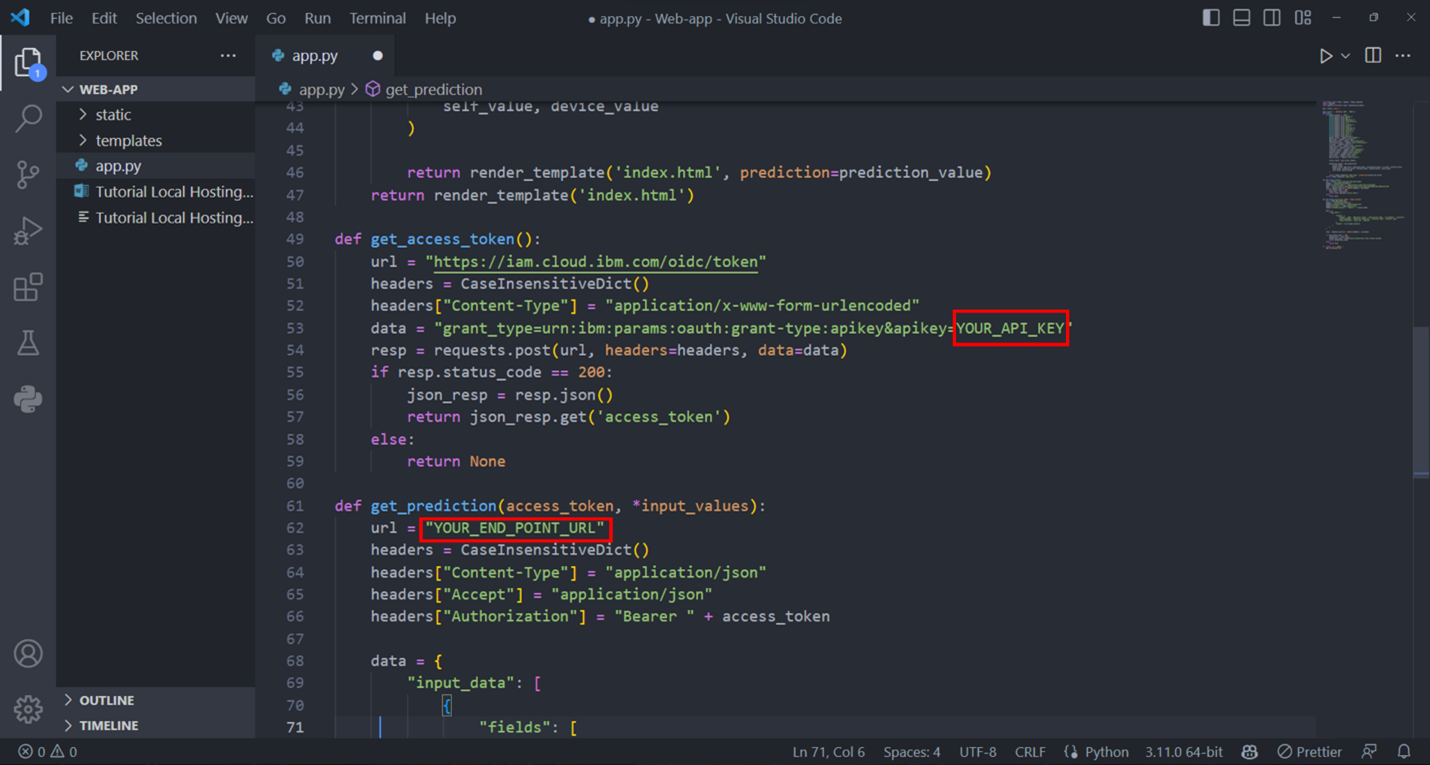 File Edit Selection View Go Run Terminal Help
● app.py - Web-app - Visual Studio Code
EXPLORER
WEB-APP
static
templates
app.py
Tutorial Local Hosting...
Tutorial Local Hosting...
OUTLINE
TIMELINE
1
app.py
app.py > get_prediction
43 self_value, device_value
44 )
45
46 return render_template('index.html', prediction=prediction_value)
47 return render_template('index.html')
48
49 def get_access_token():
50 url = "https://iam.cloud.ibm.com/oidc/token"
51 headers = CaseInsensitiveDict()
52 headers["Content-Type"] = "application/x-www-form-urlencoded"
53 data = "grant_type=urn:ibm:params:oauth:grant-type:apikey&apikey=YOUR_API_KEY"
54 resp = requests.post(url, headers=headers, data=data)
55 if resp.status_code == 200:
56 json_resp = resp.json()
57 return json_resp.get('access_token')
58 else:
59 return None
60
61 def get_prediction(access_token, *input_values):
62 url = "YOUR_END_POINT_URL"
63 headers = CaseInsensitiveDict()
64 headers["Content-Type"] = "application/json"
65 headers["Accept"] = "application/json"
66 headers["Authorization"] = "Bearer " + access_token
67
68 data = {
69 "input_data": [
70 {
71 "fields": [
0 0
Ln 71, Col 6 Spaces: 4 UTF-8 CRLF Python 3.11.0 64-bit Prettier